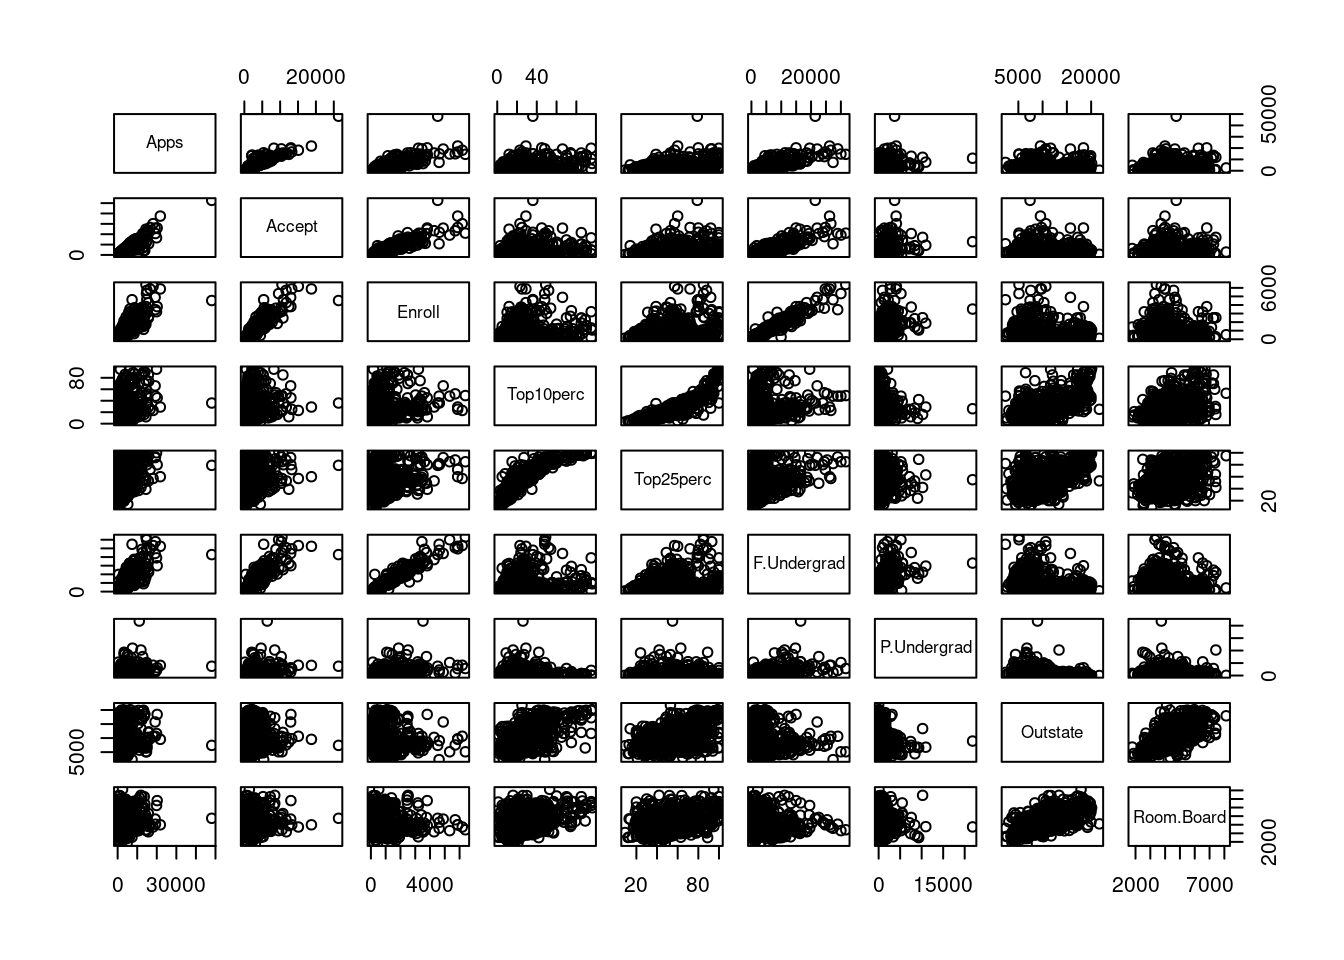 0 20000 0 40 0 20000 5000 20000
Apps 0 50000
0 Accept
Enroll 0 6000
0 80 Top10perc
Top25perc 20
0 F.Undergrad
P.Undergrad 0
5000 Outstate
Room.Board 2000
0 30000 0 4000 20 80 0 15000 2000 7000